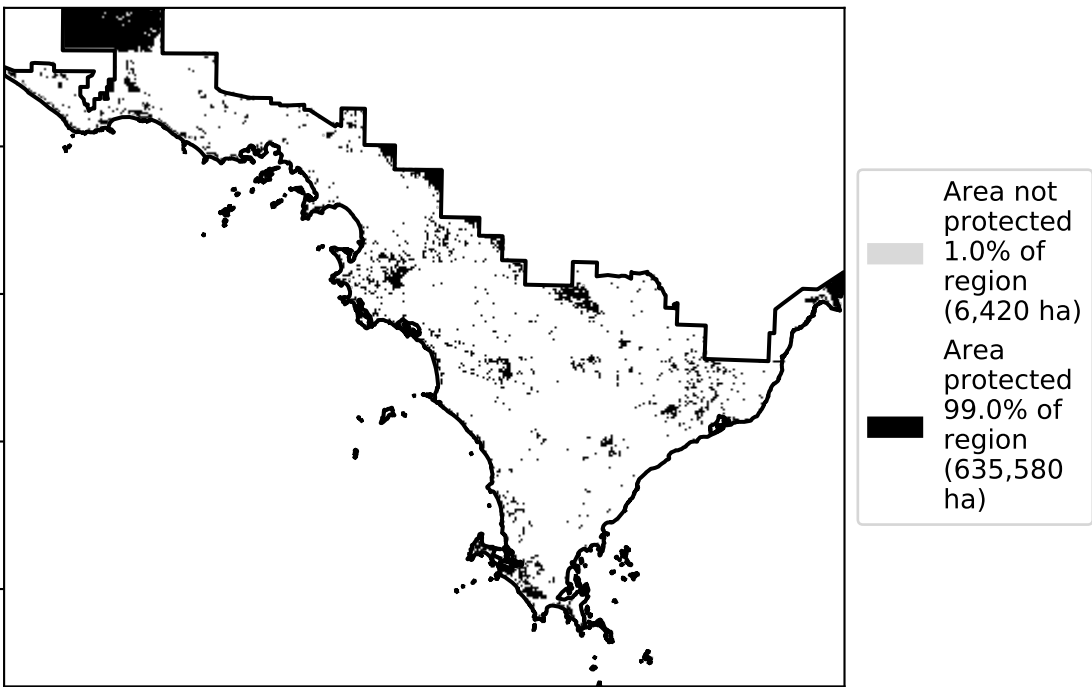 Area not
protected
1.0% of
region
(6,420 ha)
Area
protected
99.0% of
region
(635,580
ha)